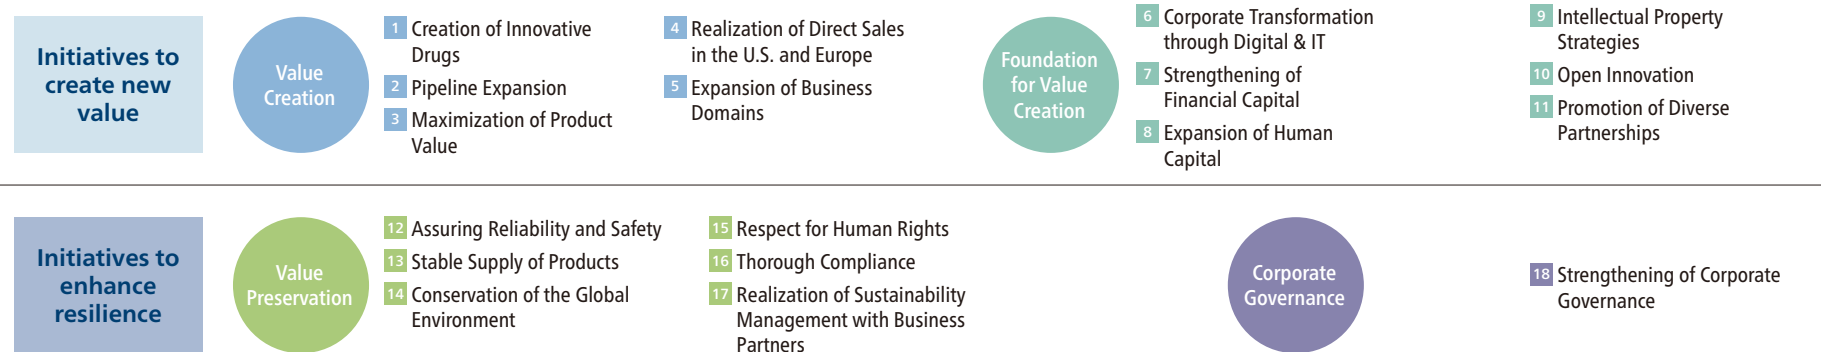 Initiatives to
create new
value
Value
Creation
1 Creation of Innovative
Drugs
2 Pipeline Expansion
3 Maximization of Product
Value
4 Realization of Direct Sales
in the U.S. and Europe
5 Expansion of Business
Domains
Foundation
for Value
Creation
6 Corporate Transformation
through Digital & IT
7 Strengthening of
Financial Capital
8 Expansion of Human
Capital
9 Intellectual Property
Strategies
10 Open Innovation
11 Promotion of Diverse
Partnerships
Initiatives to
enhance
resilience
Value
Preservation
12 Assuring Reliability and Safety
13 Stable Supply of Products
14 Conservation of the Global
Environment
15 Respect for Human Rights
16 Thorough Compliance
17 Realization of Sustainability
Management with Business
Partners
Corporate
Governance
18 Strengthening of Corporate
Governance